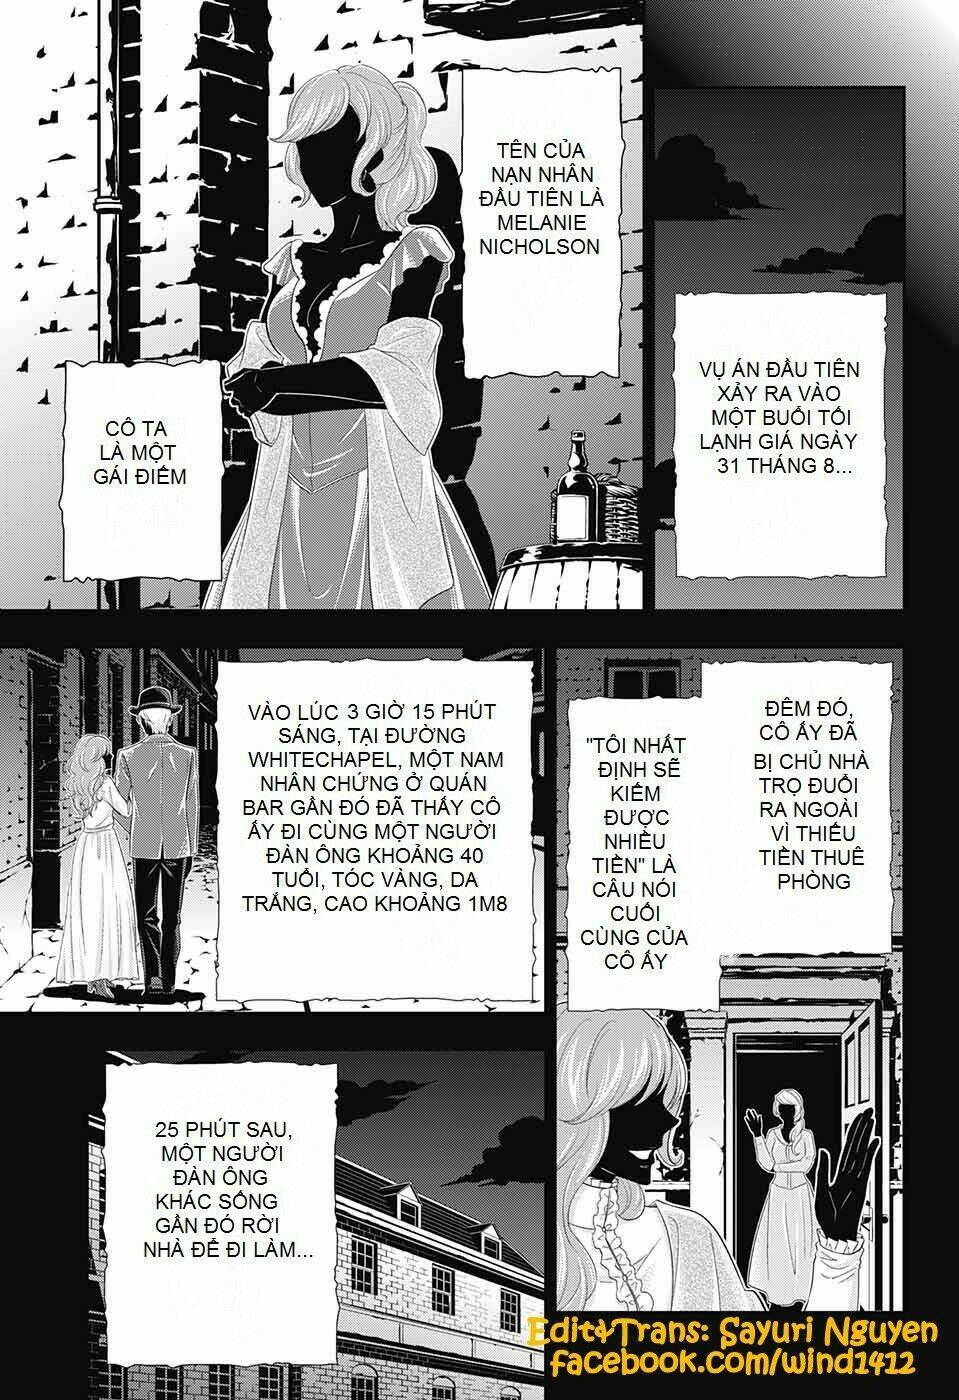 VỤ ÁN ĐẦU TIÊN
XẢY RA VÀO
MỘT BUỔI TỐI
LẠNH GIÁ NGÀY
31 THÁNG 8...
TÊN CỦA
NẠN NHÂN
ĐẦU TIÊN LÀ
MELANIE
NICHOLSON
CÔ TA
LÀ MỘT
GÁI ĐIẾM
ĐÊM ĐÓ,
CÔ ẤY ĐÃ
BỊ CHỦ NHÀ
TRỌ ĐUỔI
RA NGOÀI
VÌ THIẾU
TIỀN THUÊ
PHÒNG
"TÔI NHẤT
ĐỊNH SẼ
KIẾM
ĐƯỢC
NHIỀU
TIỀN" LÀ
CÂU NÓI
CUỐI
CÙNG CỦA
CÔ ẤY
VÀO LÚC 3 GIỜ 15 PHÚT
SÁNG, TẠI ĐƯỜNG
WHITECHAPEL, MỘT NAM
NHÂN CHỨNG Ở QUÁN
BAR GẦN ĐÓ ĐÃ THẤY CÔ
ẤY ĐI CÙNG MỘT NGƯỜI
ĐÀN ÔNG KHOẢNG 40
TUỔI, TÓC VÀNG, DA
TRẮNG, CAO KHOẢNG 1M8
25 PHÚT SAU,
MỘT NGƯỜI
ĐÀN ÔNG
KHÁC SỐNG
GẦN ĐÓ RỜI
NHÀ ĐỂ ĐI LÀM...
Edit&Trans: Sayuri Nguyen
facebook.com/wind1412